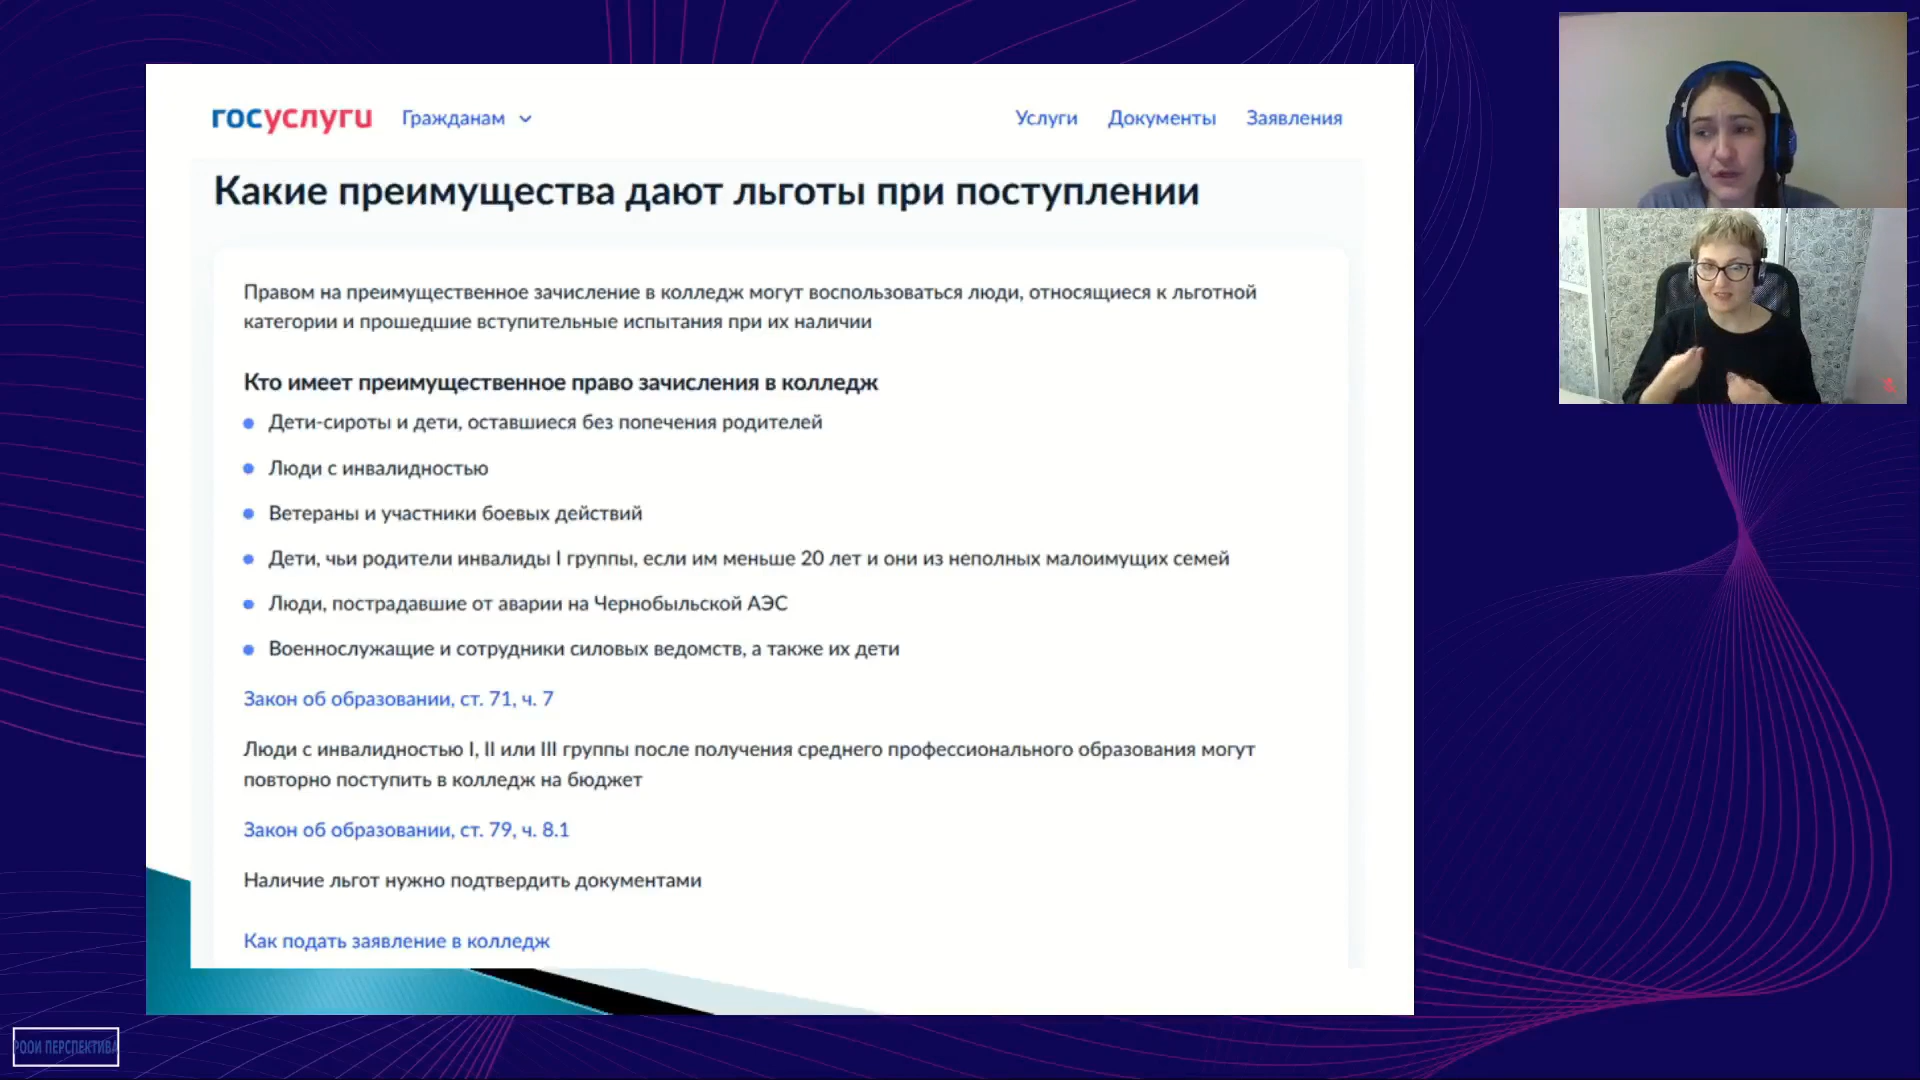 госуслуги Гражданам Услуги Документы Заявления
Какие преимущества дают льготы при поступлении
Правом на преимущественное зачисление в колледж могут воспользоваться люди, относящиеся к льготной
категории и прошедшие вступительные испытания при их наличии
Кто имеет преимущественное право зачисления в колледж
Дети-сироты и дети, оставшиеся без попечения родителей
Люди с инвалидностью
Ветераны и участники боевых действий
Дети, чьи родители инвалиды I группы, если им меньше 20 лет и они из неполных малоимущих семей
Люди, пострадавшие от аварии на Чернобыльской АЭС
Военнослужащие и сотрудники силовых ведомств, а также их дети
Закон об образовании, ст. 71, ч. 7
Люди с инвалидностью I, II или III группы после получения среднего профессионального образования могут
повторно поступить в колледж на бюджет
Закон об образовании, ст. 79, ч. 8.1
Наличие льгот нужно подтвердить документами
Как подать заявление в колледж
РООИ ПЕРСПЕКТИВА